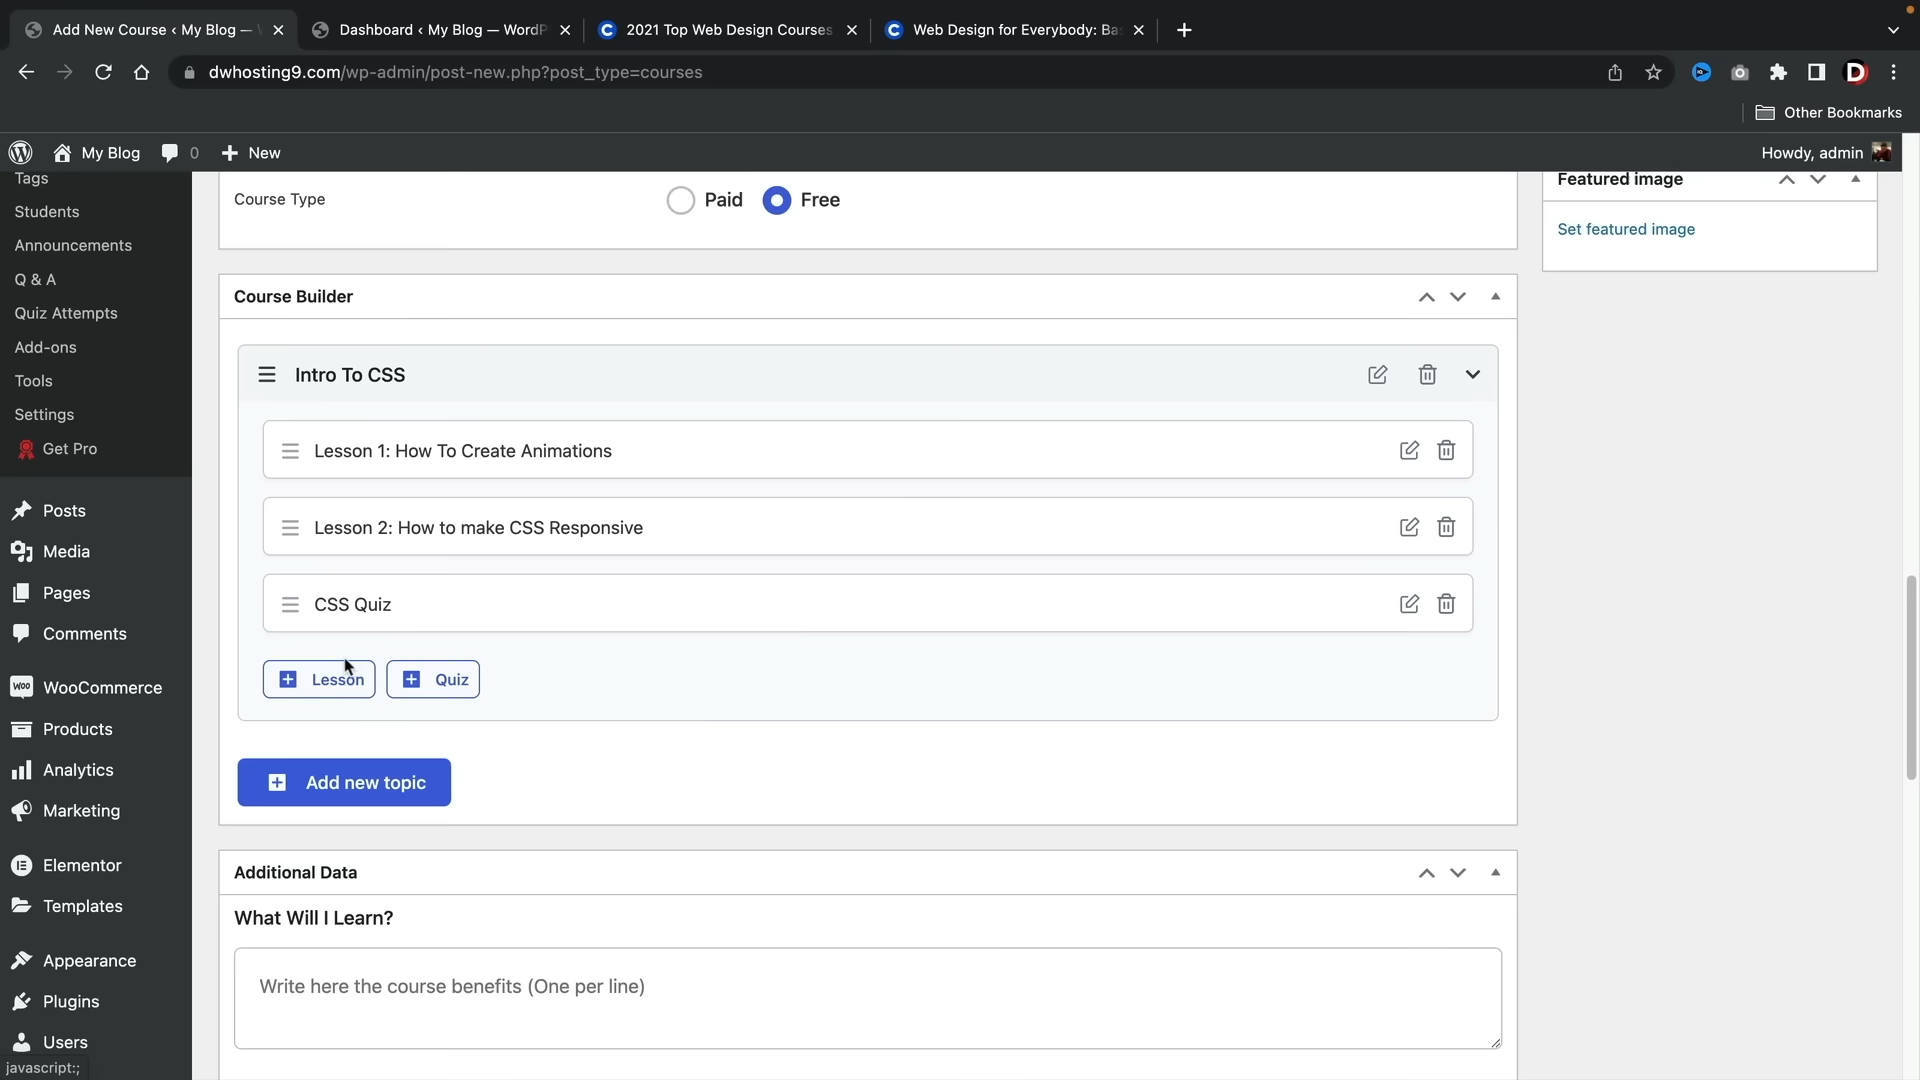 Add New Course ‹ My Blog —
Dashboard ‹ My Blog — WordP
2021 Top Web Design Courses
Web Design for Everybody: Bas
dwhosting9.com/wp-admin/post-new.php?post_type=courses
Other Bookmarks
My Blog
0
New
Howdy, admin
Tags
Students
Announcements
Q & A
Quiz Attempts
Add-ons
Tools
Settings
Get Pro
Posts
Media
Pages
Comments
WooCommerce
Products
Analytics
Marketing
Elementor
Templates
Appearance
Plugins
Users
javascript:;
Course Type
Paid
Free
Course Builder
Intro To CSS
Lesson 1: How To Create Animations
Lesson 2: How to make CSS Responsive
CSS Quiz
Lesson
Quiz
Add new topic
Additional Data
What Will I Learn?
Write here the course benefits (One per line)
Featured image
Set featured image